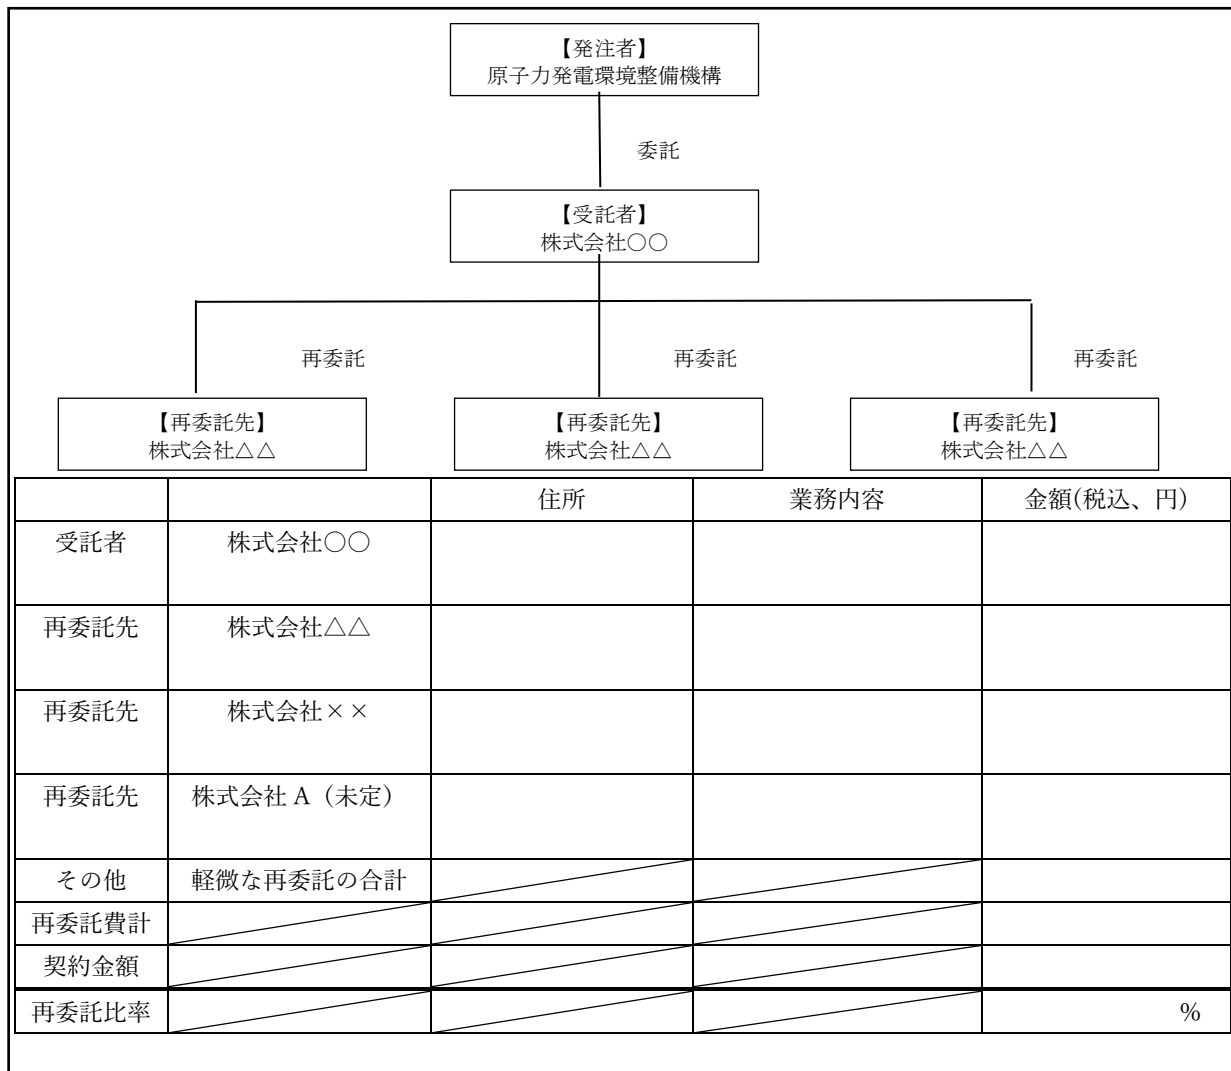 【発注者】
原子力発電環境整備機構
委託
【受託者】
株式会社○○
再委託 再委託 再委託
【再委託先】 【再委託先】 【再委託先】
株式会社△△ 株式会社△△ 株式会社△△
住所 業務内容 金額(税込、円)
受託者 株式会社○○
再委託先 株式会社△△
再委託先 株式会社××
再委託先 株式会社 A（未定）
その他 軽微な再委託の合計
再委託費計
契約金額
再委託比率 %